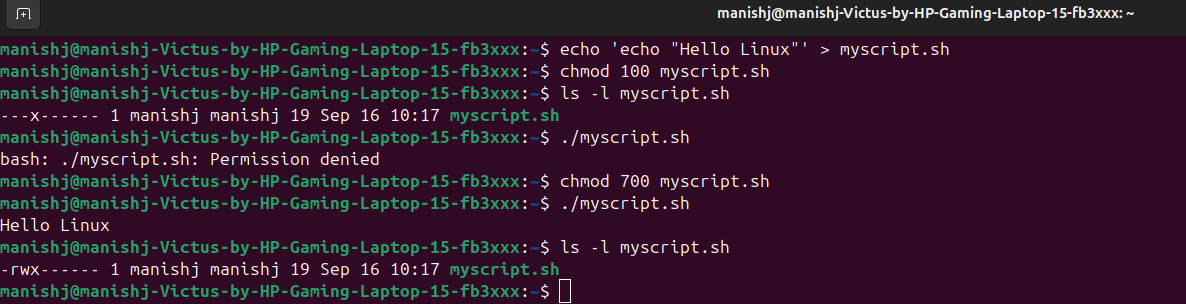 manishj@manishj-Victus-by-HP-Gaming-Laptop-15-fb3xxx: ~
manishj@manishj-Victus-by-HP-Gaming-Laptop-15-fb3xxx:~$ echo 'echo "Hello Linux"' > myscript.sh
manishj@manishj-Victus-by-HP-Gaming-Laptop-15-fb3xxx:~$ chmod 100 myscript.sh
manishj@manishj-Victus-by-HP-Gaming-Laptop-15-fb3xxx:~$ ls -l myscript.sh
---x------ 1 manishj manishj 19 Sep 16 10:17 myscript.sh
manishj@manishj-Victus-by-HP-Gaming-Laptop-15-fb3xxx:~$ ./myscript.sh
bash: ./myscript.sh: Permission denied
manishj@manishj-Victus-by-HP-Gaming-Laptop-15-fb3xxx:~$ chmod 700 myscript.sh
manishj@manishj-Victus-by-HP-Gaming-Laptop-15-fb3xxx:~$ ./myscript.sh
Hello Linux
manishj@manishj-Victus-by-HP-Gaming-Laptop-15-fb3xxx:~$ ls -l myscript.sh
-rwx------ 1 manishj manishj 19 Sep 16 10:17 myscript.sh
manishj@manishj-Victus-by-HP-Gaming-Laptop-15-fb3xxx:~$